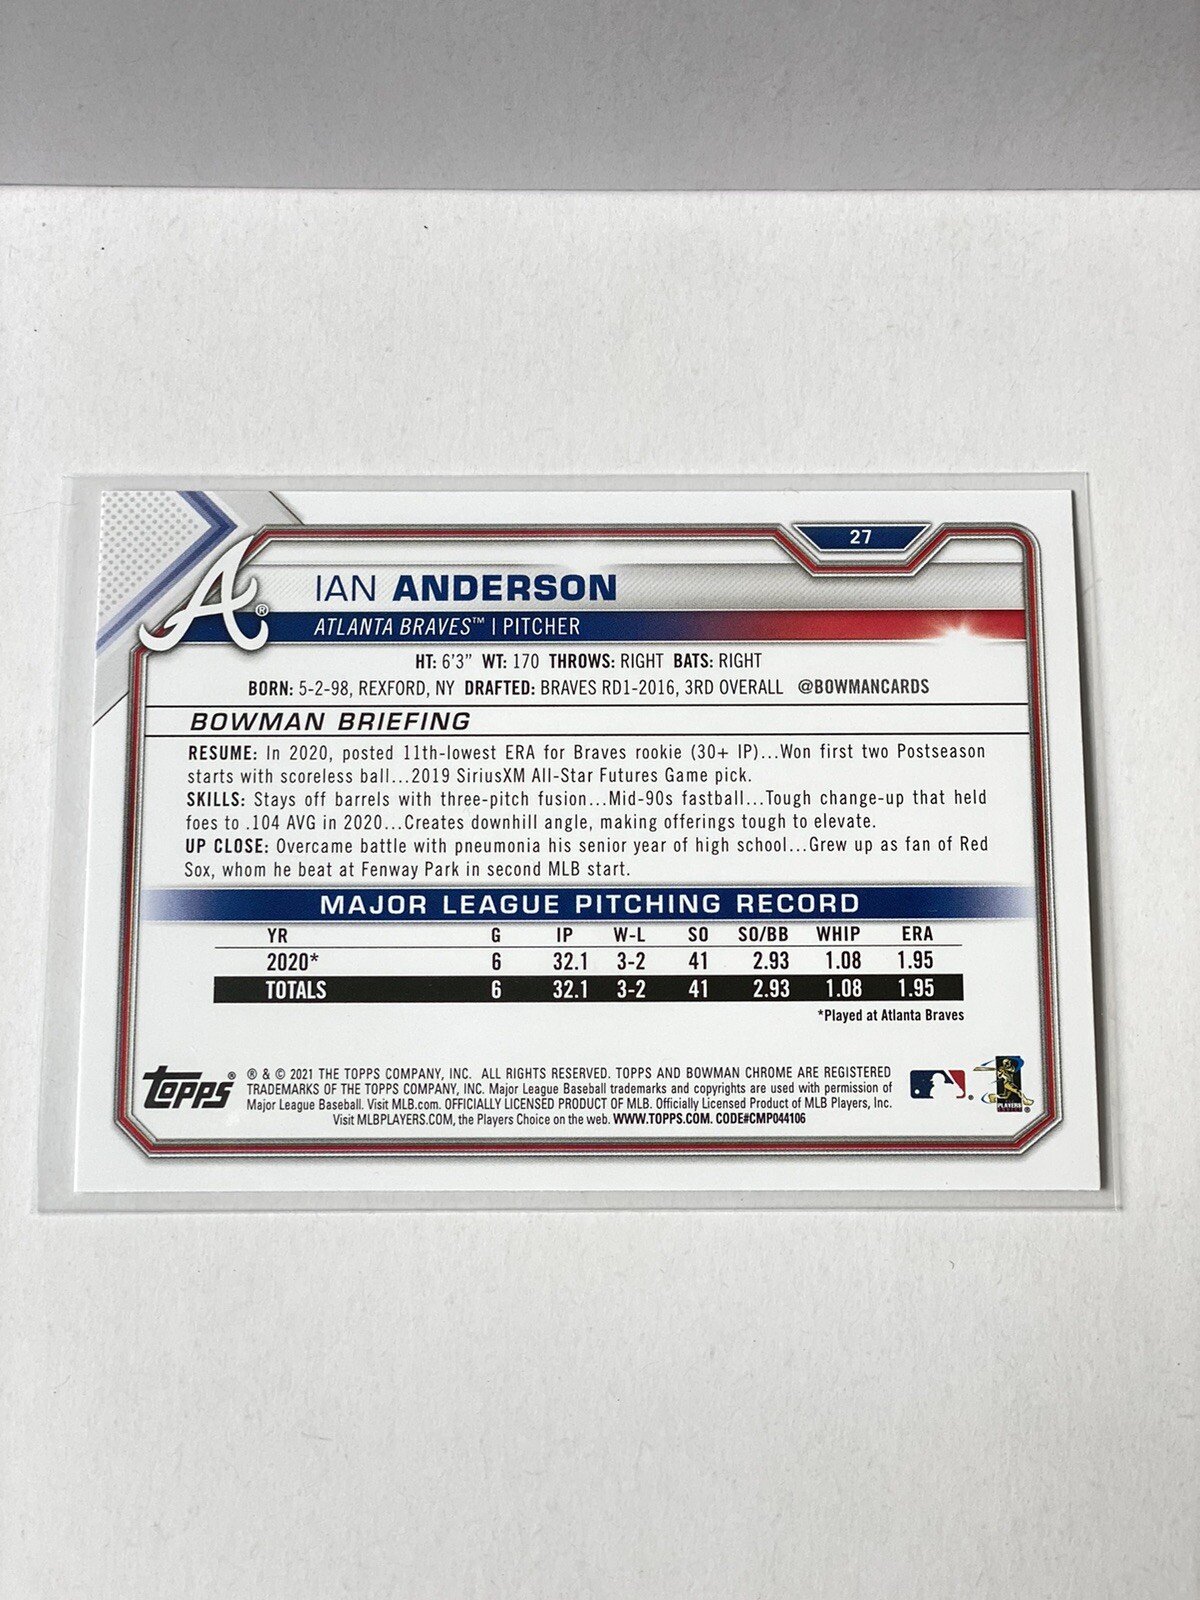 27
IAN ANDERSON
A®
ATLANTA BRAVES™ | PITCHER
HT: 6'3" WT: 170 THROWS: RIGHT BATS: RIGHT
BORN: 5-2-98, REXFORD, NY DRAFTED: BRAVES RD1-2016, 3RD OVERALL @BOWMANCARDS
BOWMAN BRIEFING
RESUME: In 2020, posted 11th-lowest ERA for Braves rookie (30+ IP)...Won first two Postseason
starts with scoreless ball...2019 SiriusXM All-Star Futures Game pick.
SKILLS: Stays off barrels with three-pitch fusion...Mid-90s fastball...Tough change-up that held
foes to .104 AVG in 2020...Creates downhill angle, making offerings tough to elevate.
UP CLOSE: Overcame battle with pneumonia his senior year of high school...Grew up as fan of Red
Sox, whom he beat at Fenway Park in second MLB start.
MAJOR LEAGUE PITCHING RECORD
YR G IP W-L SO SO/BB WHIP ERA
2020* 6 32.1 3-2 41 2.93 1.08 1.95
TOTALS 6 32.1 3-2 41 2.93 1.08 1.95
*Played at Atlanta Braves
TOPPS®
® & © 2021 THE TOPPS COMPANY, INC. ALL RIGHTS RESERVED. TOPPS AND BOWMAN CHROME ARE REGISTERED
TRADEMARKS OF THE TOPPS COMPANY, INC. Major League Baseball trademarks and copyrights are used with permission of
Major League Baseball. Visit MLB.com. OFFICIALLY LICENSED PRODUCT OF MLB. Officially Licensed Product of MLB Players, Inc.
Visit MLBPLAYERS.COM, the Players Choice on the web. WWW.TOPPS.COM. CODE#CMP044106
PLAYERS